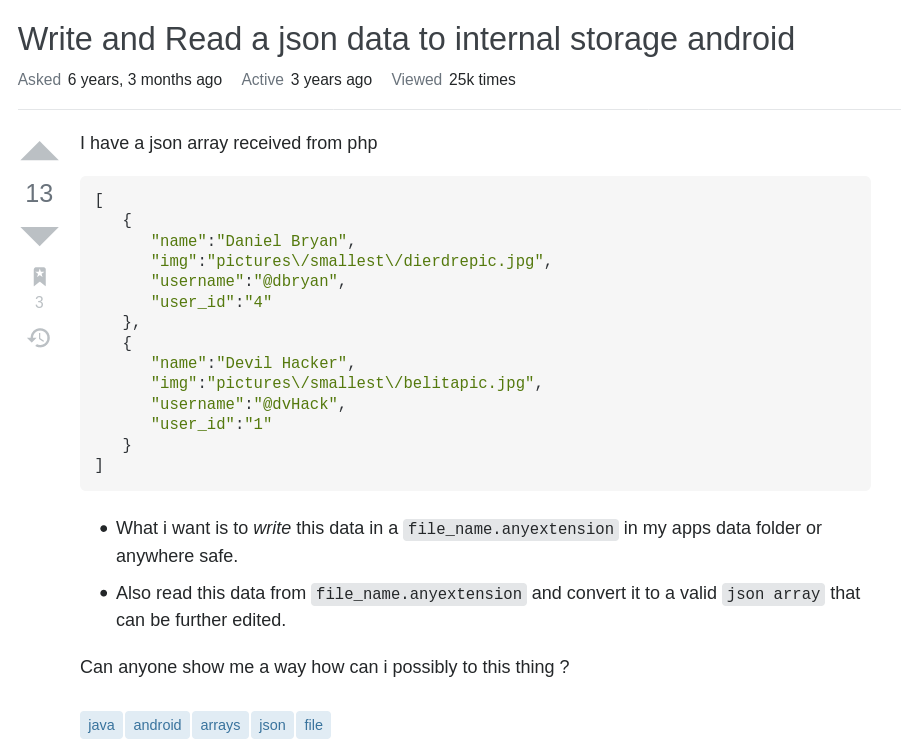 Write and Read a json data to internal storage android
Asked 6 years, 3 months ago Active 3 years ago Viewed 25k times
I have a json array received from php
13
3
[
{
"name":"Daniel Bryan",
"img":"pictures\/smallest\/dierdrepic.jpg",
"username":"@dbryan",
"user_id":"4"
},
{
"name":"Devil Hacker",
"img":"pictures\/smallest\/belitapic.jpg",
"username":"@dvHack",
"user_id":"1"
}
]
• What i want is to write this data in a file_name.anyextension in my apps data folder or
anywhere safe.
• Also read this data from file_name.anyextension and convert it to a valid json array that
can be further edited.
Can anyone show me a way how can i possibly to this thing ?
java android arrays json file